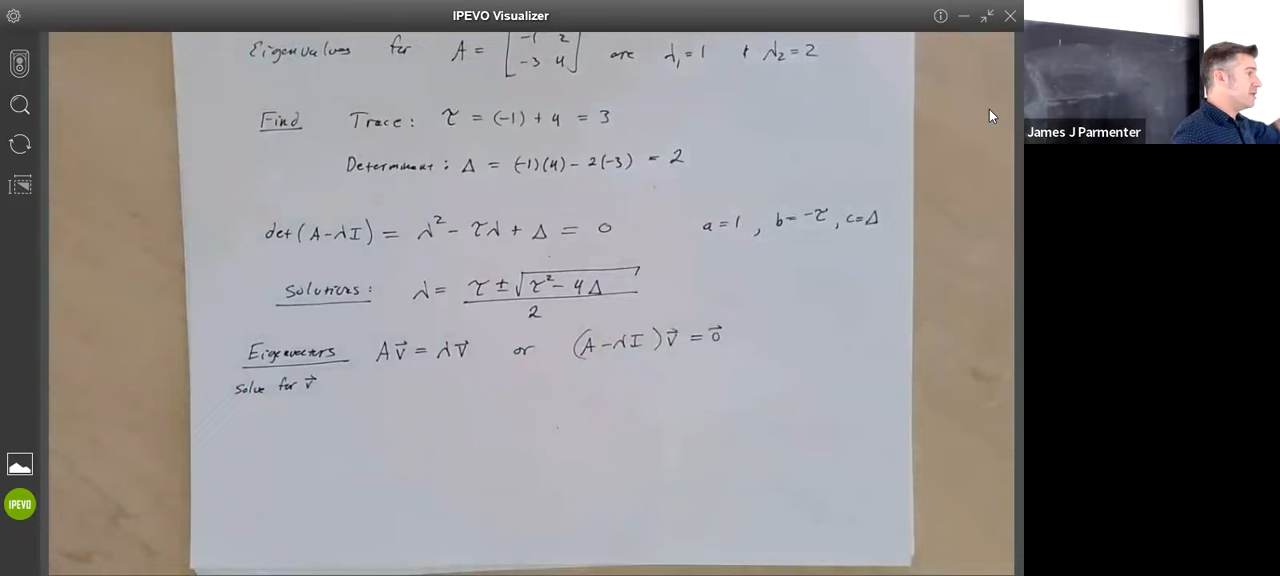 IPEVO Visualizer
Eigenvalues for A = [-1 2
-3 4] are λ₁=1 + λ₂=2
Find Trace: τ = (-1) + 4 = 3
James J Parmenter
Determinant: Δ = (-1)(4) - 2(-3) = 2
det(A-λI) = λ² - τλ + Δ = 0 a=1, b=-τ, c=Δ
Solutions: λ = (τ ± √(τ² - 4Δ)) / 2
Eigenvectors Av⃗ = λv⃗ or (A-λI)v⃗ = 0⃗
solve for v⃗
IPEVO